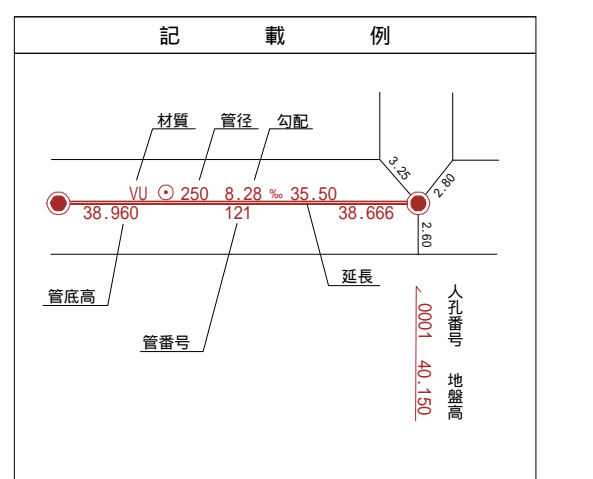 記 載 例
材質 管径 勾配
3.25
2.80
VU ⊙ 250 8.28 ‰ 35.50
38.960 121 38.666
2.60
管底高
延長
管番号
人孔番号 地盤高
0001 40.150